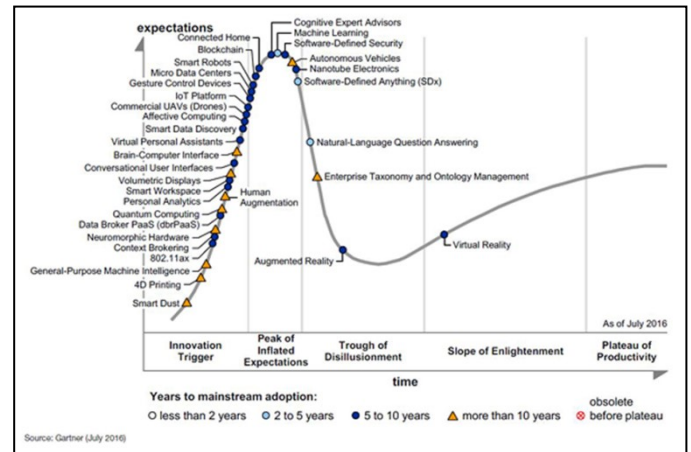 expectations
Cognitive Expert Advisors
Machine Learning
Connected Home
Software-Defined Security
Blockchain
Autonomous Vehicles
Smart Robots
Nanotube Electronics
Micro Data Centers
Software-Defined Anything (SDx)
Gesture Control Devices
IoT Platform
Commercial UAVs (Drones)
Affective Computing
Smart Data Discovery
Virtual Personal Assistants
Natural-Language Question Answering
Brain-Computer Interface
Conversational User Interfaces
Volumetric Displays
Enterprise Taxonomy and Ontology Management
Smart Workspace
Personal Analytics
Human
Augmentation
Quantum Computing
Data Broker PaaS (dbrPaaS)
Neuromorphic Hardware
Context Brokering
802.11ax
Virtual Reality
Augmented Reality
General-Purpose Machine Intelligence
4D Printing
Smart Dust
As of July 2016
Innovation
Trigger
Peak of
Inflated
Expectations
Trough of
Disillusionment
Slope of Enlightenment
Plateau of
Productivity
time
Years to mainstream adoption:
less than 2 years
2 to 5 years
5 to 10 years
more than 10 years
obsolete
before plateau
Source: Gartner (July 2016)